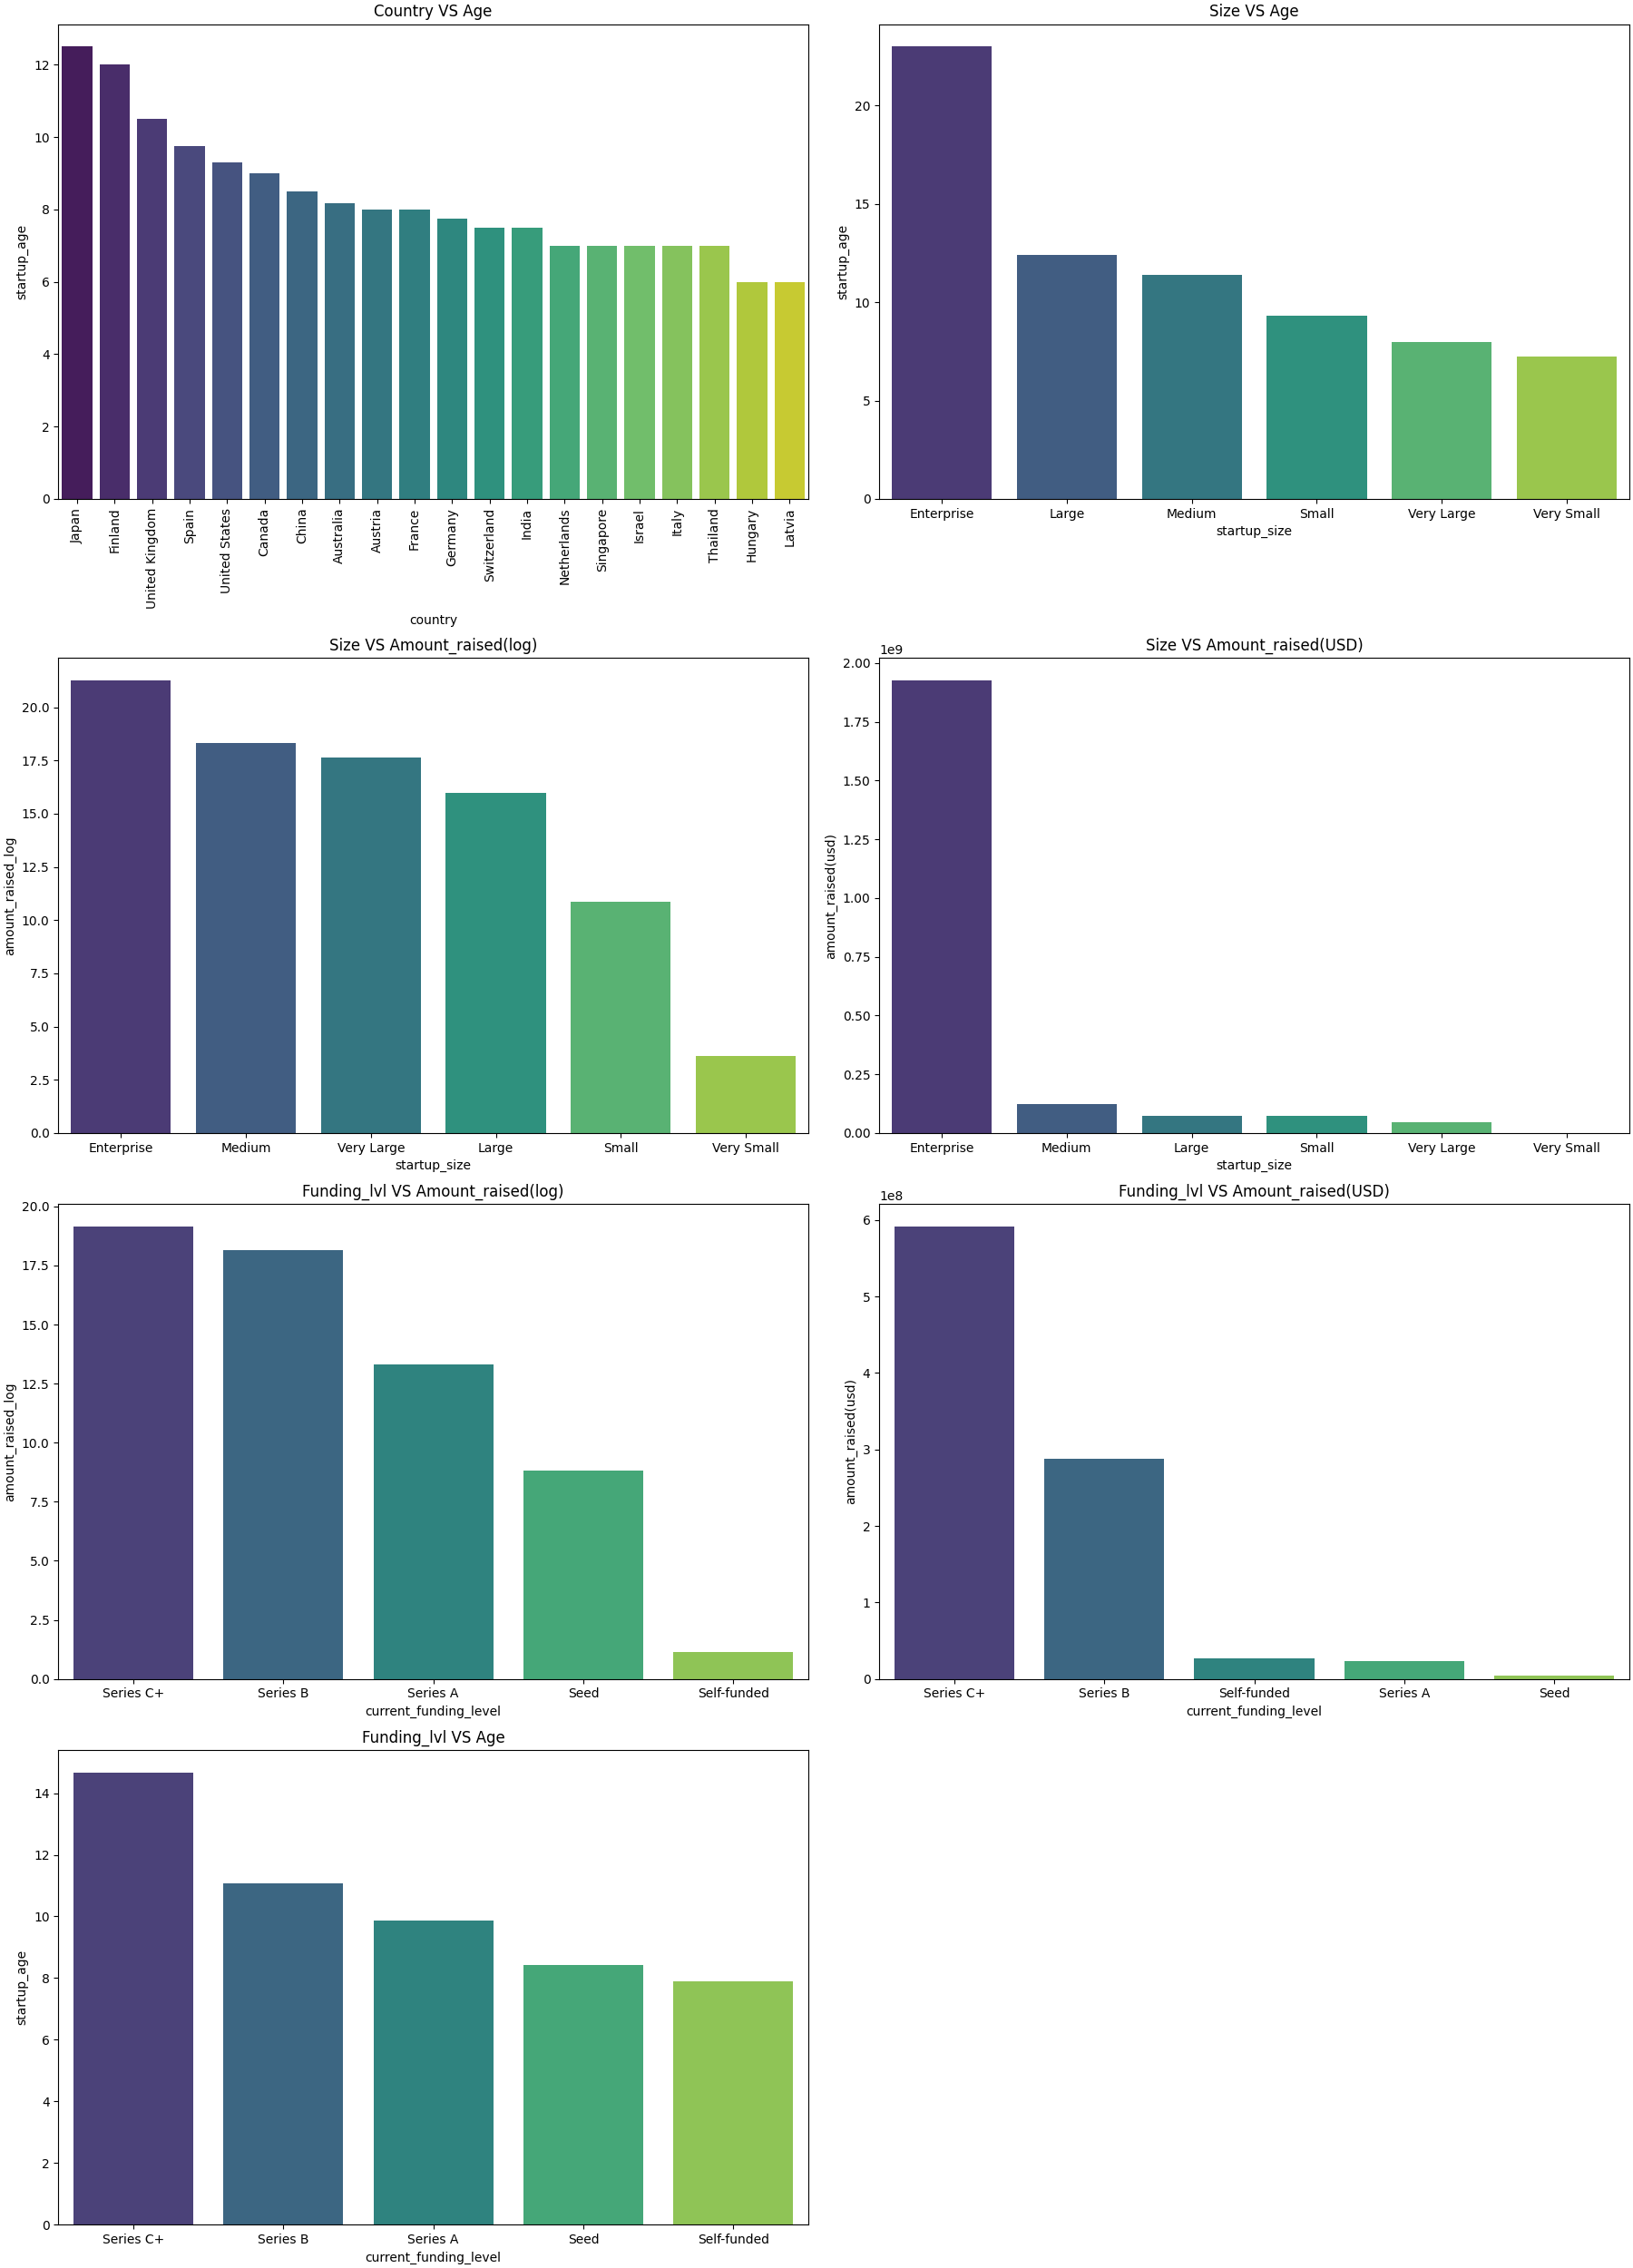 Country VS Age
12
10
8
6
4
2
0
startup_age
Japan
Finland
United Kingdom
Spain
United States
Canada
China
Australia
Austria
France
Germany
Switzerland
India
Netherlands
Singapore
Israel
Italy
Thailand
Hungary
Latvia
country
Size VS Age
20
15
10
5
0
startup_age
Enterprise Large Medium Small Very Large Very Small
startup_size
Size VS Amount_raised(log)
20.0
17.5
15.0
12.5
10.0
7.5
5.0
2.5
0.0
amount_raised_log
Enterprise Medium Very Large Large Small Very Small
startup_size
Size VS Amount_raised(USD)
1e9
2.00
1.75
1.50
1.25
1.00
0.75
0.50
0.25
0.00
amount_raised(usd)
Enterprise Medium Large Small Very Large Very Small
startup_size
Funding_lvl VS Amount_raised(log)
20.0
17.5
15.0
12.5
10.0
7.5
5.0
2.5
0.0
amount_raised_log
Series C+ Series B Series A Seed Self-funded
current_funding_level
Funding_lvl VS Amount_raised(USD)
1e8
6
5
4
3
2
1
0
amount_raised(usd)
Series C+ Series B Self-funded Series A Seed
current_funding_level
Funding_lvl VS Age
14
12
10
8
6
4
2
0
startup_age
Series C+ Series B Series A Seed Self-funded
current_funding_level